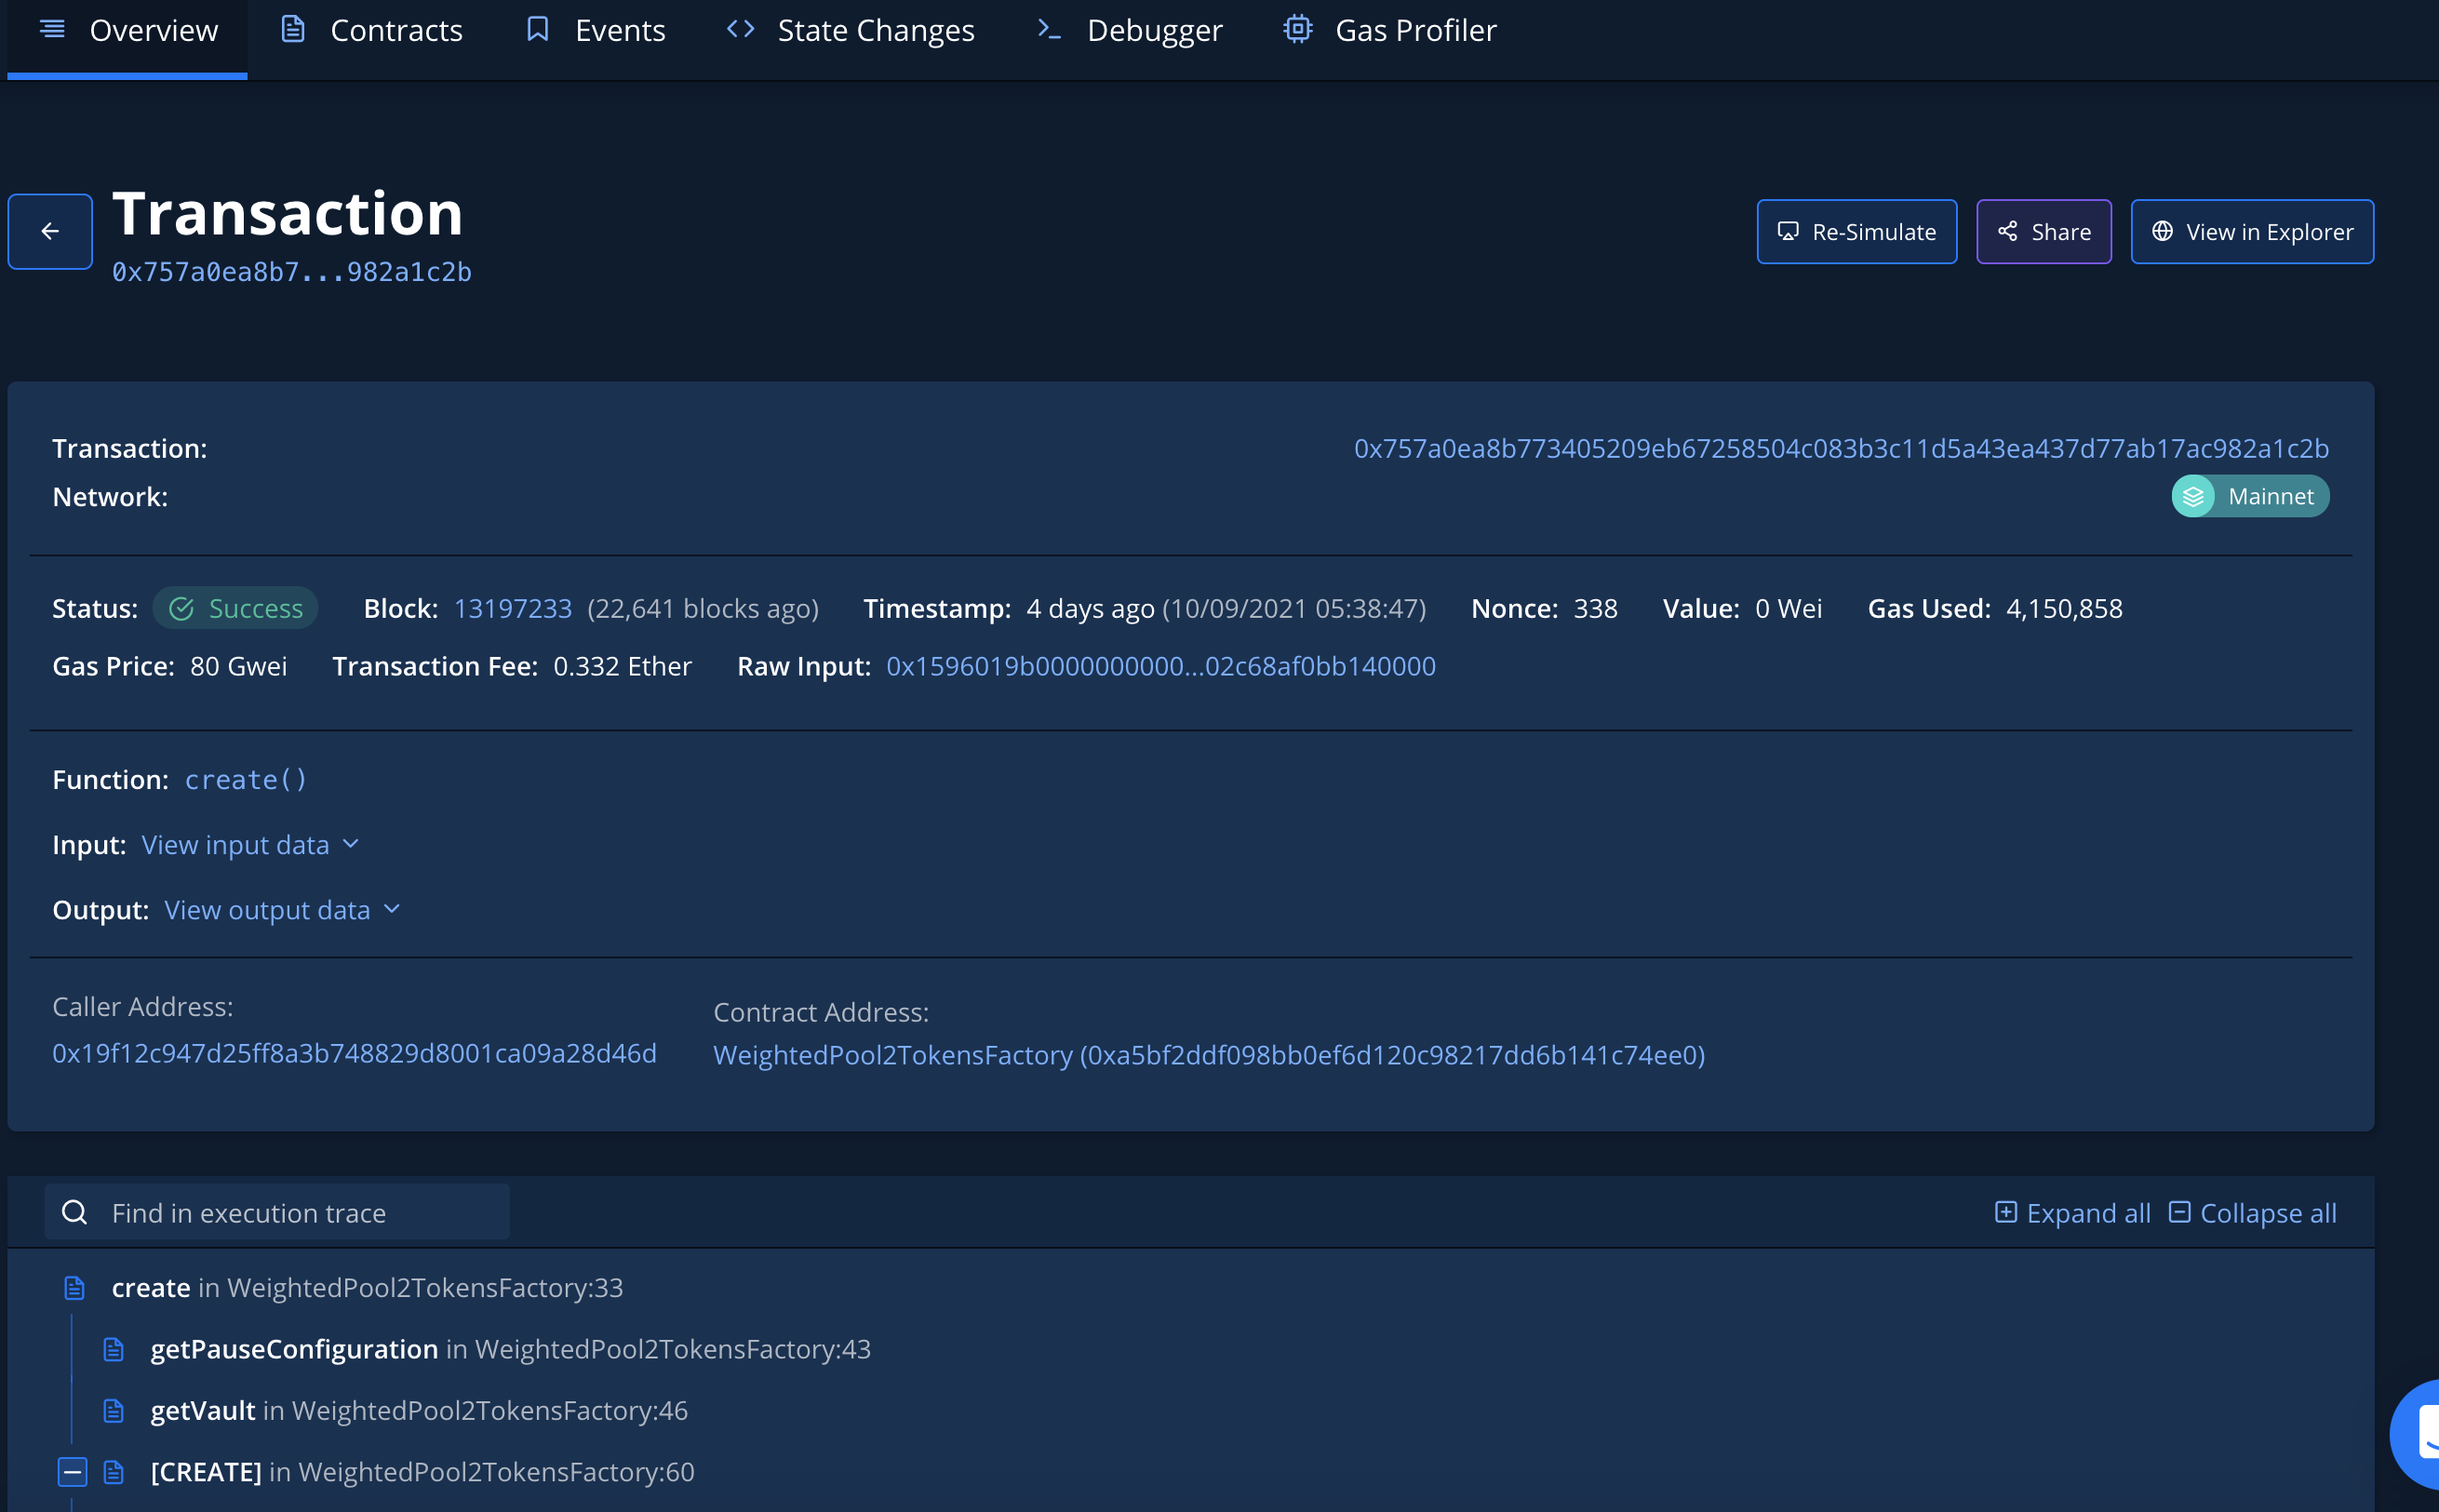 Overview Contracts Events State Changes Debugger Gas Profiler
Transaction
0x757a0ea8b7...982a1c2b
Re-Simulate Share View in Explorer
Transaction: 0x757a0ea8b773405209eb67258504c083b3c11d5a43ea437d77ab17ac982a1c2b
Network: Mainnet
Status: Success Block: 13197233 (22,641 blocks ago) Timestamp: 4 days ago (10/09/2021 05:38:47) Nonce: 338 Value: 0 Wei Gas Used: 4,150,858
Gas Price: 80 Gwei Transaction Fee: 0.332 Ether Raw Input: 0x1596019b0000000000...02c68af0bb140000
Function: create()
Input: View input data
Output: View output data
Caller Address:
0x19f12c947d25ff8a3b748829d8001ca09a28d46d
Contract Address:
WeightedPool2TokensFactory (0xa5bf2ddf098bb0ef6d120c98217dd6b141c74ee0)
Find in execution trace Expand all Collapse all
create in WeightedPool2TokensFactory:33
getPauseConfiguration in WeightedPool2TokensFactory:43
getVault in WeightedPool2TokensFactory:46
[CREATE] in WeightedPool2TokensFactory:60